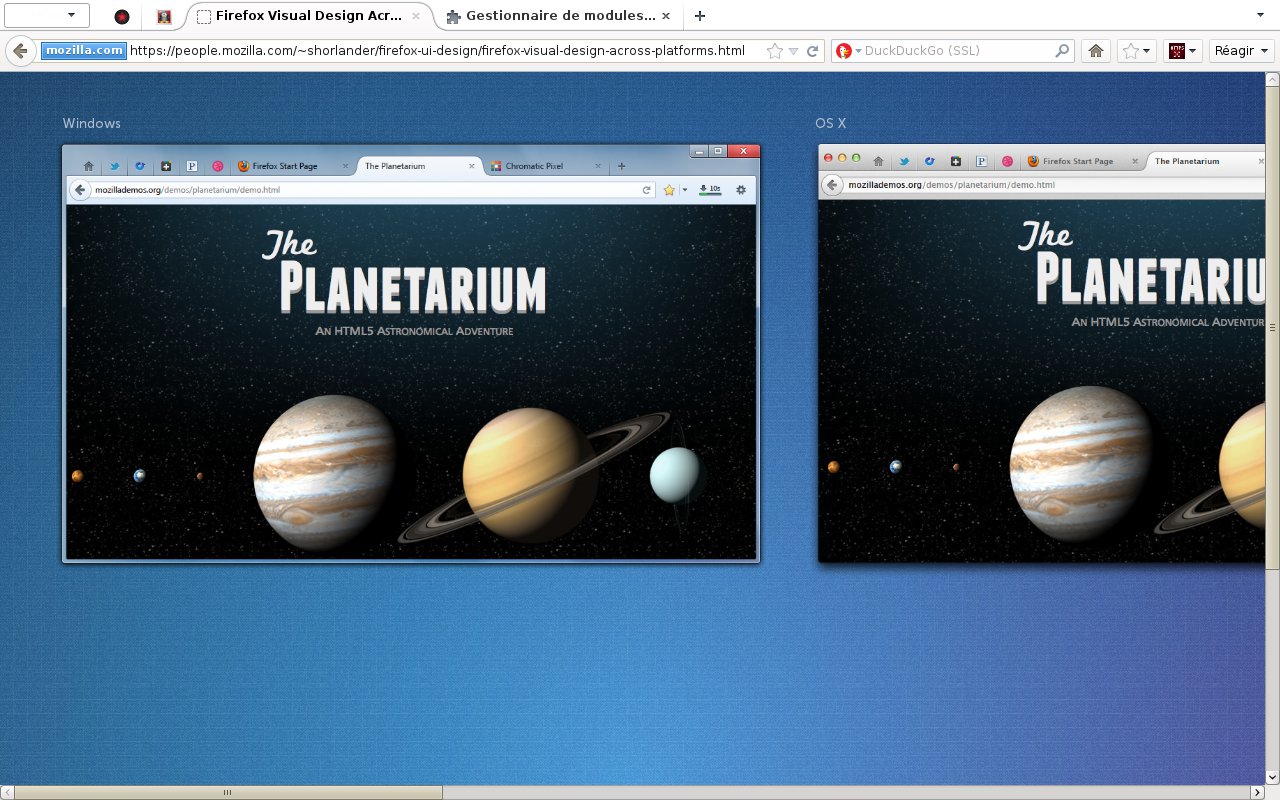 Firefox Visual Design Acr...
Gestionnaire de modules...
mozilla.com https://people.mozilla.com/~shorlander/firefox-ui-design/firefox-visual-design-across-platforms.html
DuckDuckGo (SSL)
Réagir
Windows
OS X
Firefox Start Page
The Planetarium
Chromatic Pixel
mozillademos.org/demos/planetarium/demo.html
10s
The
PLANETARIUM
AN HTML5 ASTRONOMICAL ADVENTURE
Firefox Start Page
The Planetarium
mozillademos.org/demos/planetarium/demo.html
The
PLANETARIU
AN HTML5 ASTRONOMICAL ADVENTUR